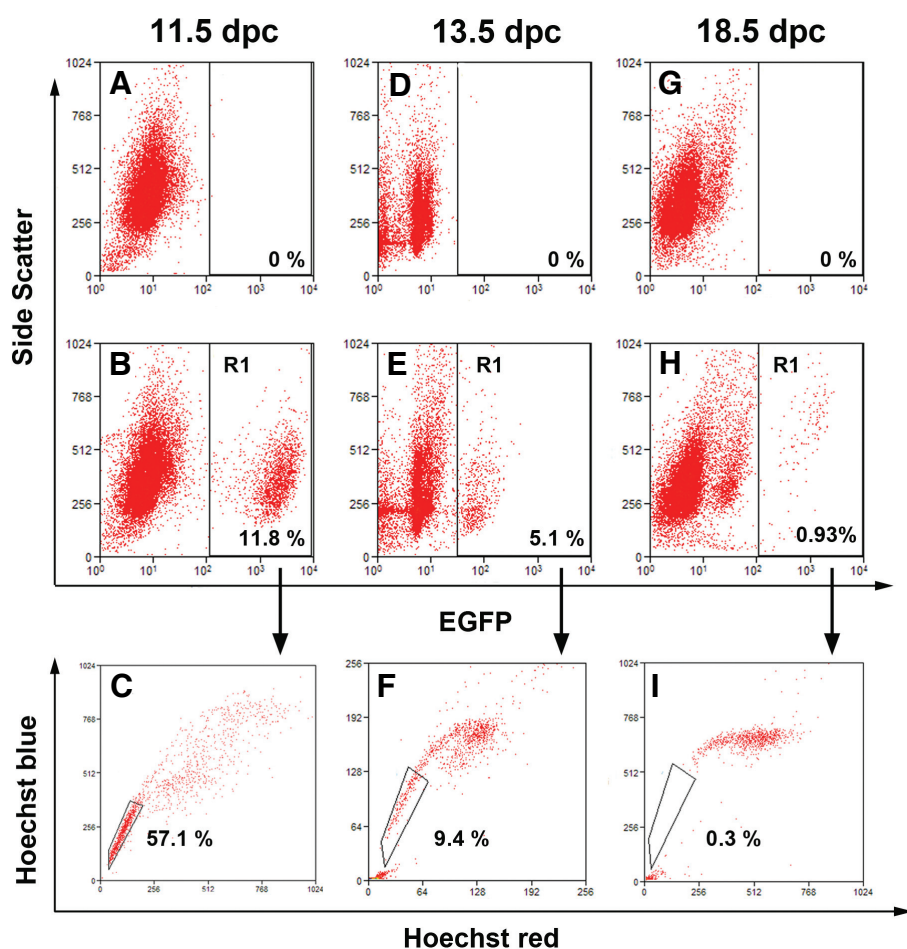 11.5 dpc 13.5 dpc 18.5 dpc
A D G
1024 1024 1024
768 768 768
512 512 512
256 256 256
0 0 0
0 % 0 % 0 %
10⁰ 10¹ 10² 10³ 10⁴ 10⁰ 10¹ 10² 10³ 10⁴ 10⁰ 10¹ 10² 10³ 10⁴
Side Scatter
B R1 E R1 H R1
1024 1024 1024
768 768 768
512 512 512
256 256 256
0 0 0
11.8 % 5.1 % 0.93%
10⁰ 10¹ 10² 10³ 10⁴ 10⁰ 10¹ 10² 10³ 10⁴ 10⁰ 10¹ 10² 10³ 10⁴
EGFP
C F I
1024 256 1024
768 192 768
512 128 512
256 64 256
0 0 0
57.1 % 9.4 % 0.3 %
0 256 512 768 1024 0 64 128 192 256 0 256 512 768 1024
Hoechst blue
Hoechst red